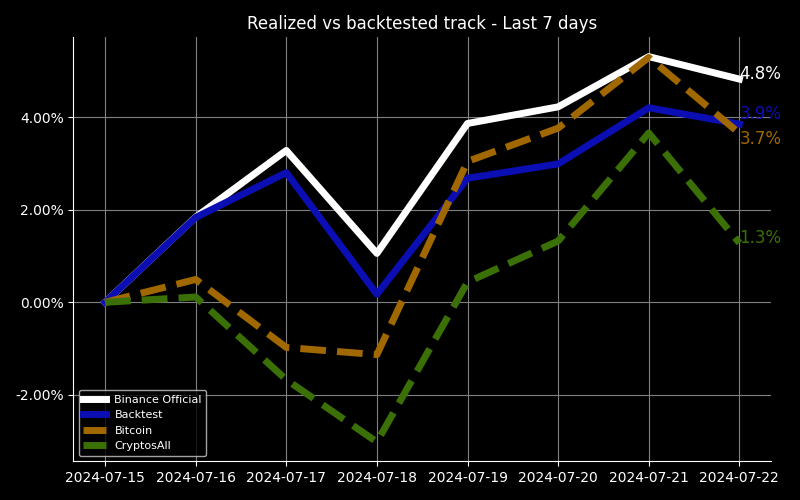 Realized vs backtested track - Last 7 days
4.8%
3.9%
3.7%
1.3%
4.00%
2.00%
0.00%
-2.00%
Binance Official
Backtest
Bitcoin
CryptosAll
2024-07-15 2024-07-16 2024-07-17 2024-07-18 2024-07-19 2024-07-20 2024-07-21 2024-07-22